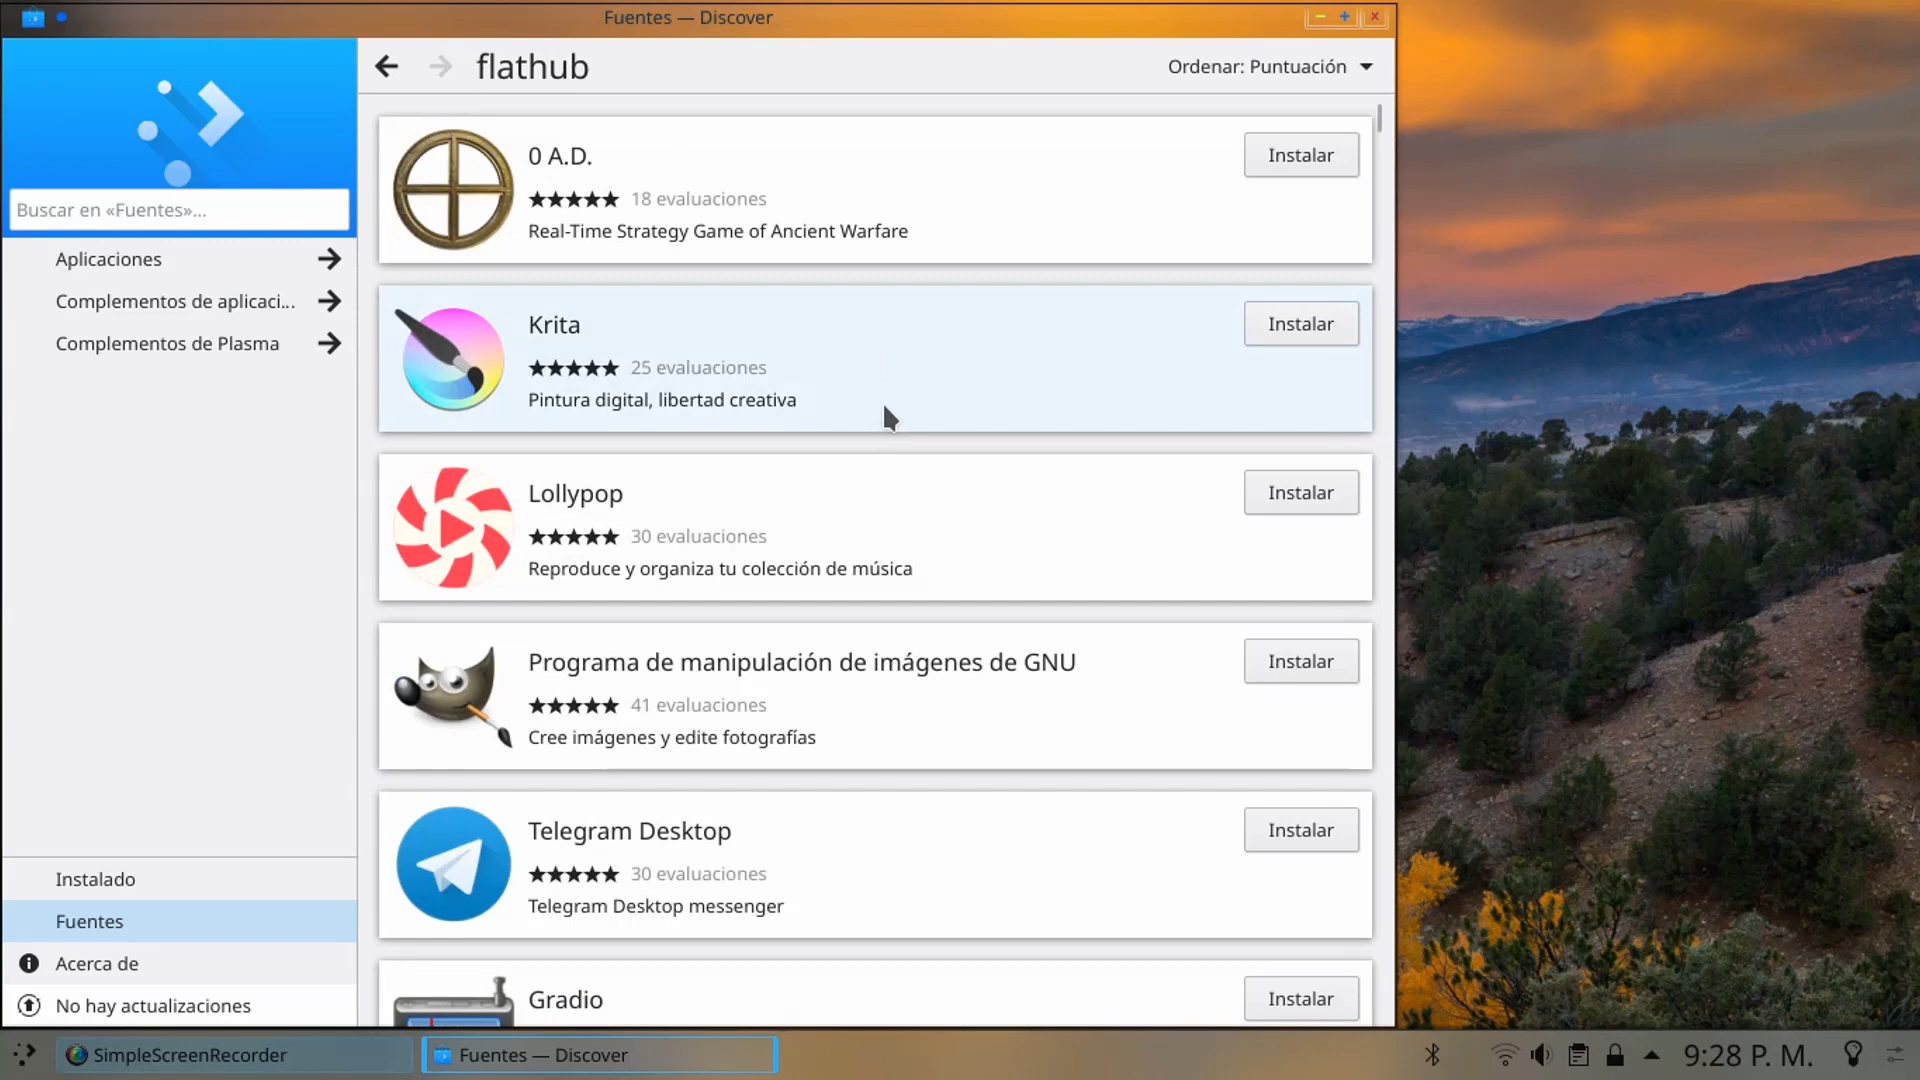 Fuentes — Discover
flathub
Ordenar: Puntuación
Buscar en «Fuentes»...
Aplicaciones
Complementos de aplicaci...
Complementos de Plasma
0 A.D.
Instalar
18 evaluaciones
Real-Time Strategy Game of Ancient Warfare
Krita
Instalar
25 evaluaciones
Pintura digital, libertad creativa
Lollypop
Instalar
30 evaluaciones
Reproduce y organiza tu colección de música
Programa de manipulación de imágenes de GNU
Instalar
41 evaluaciones
Cree imágenes y edite fotografías
Telegram Desktop
Instalar
30 evaluaciones
Telegram Desktop messenger
Gradio
Instalar
Instalado
Fuentes
Acerca de
No hay actualizaciones
SimpleScreenRecorder
Fuentes — Discover
9:28 P. M.